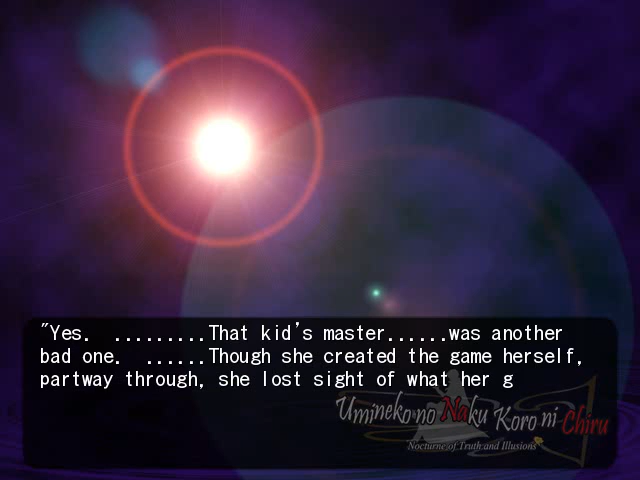 "Yes.  .........That kid's master......was another
bad one.  ......Though she created the game herself,
partway through, she lost sight of what her g
Umineko no Naku Koro ni Chiru
Nocturne of Truth and Illusions